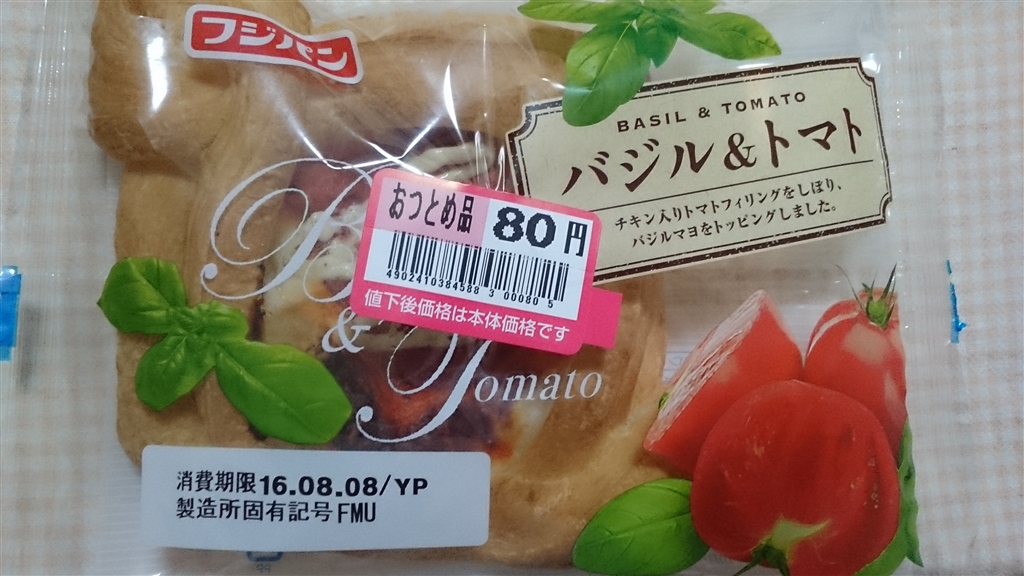 フジパン
BASIL & TOMATO
バジル&トマト
チキン入りトマトフィリングをしぼり、
バジルマヨをトッピングしました。
おつとめ品 80円
4902410384588 3 00080 5
値下後価格は本体価格です
&
Tomato
消費期限16.08.08/YP
製造所固有記号FMU